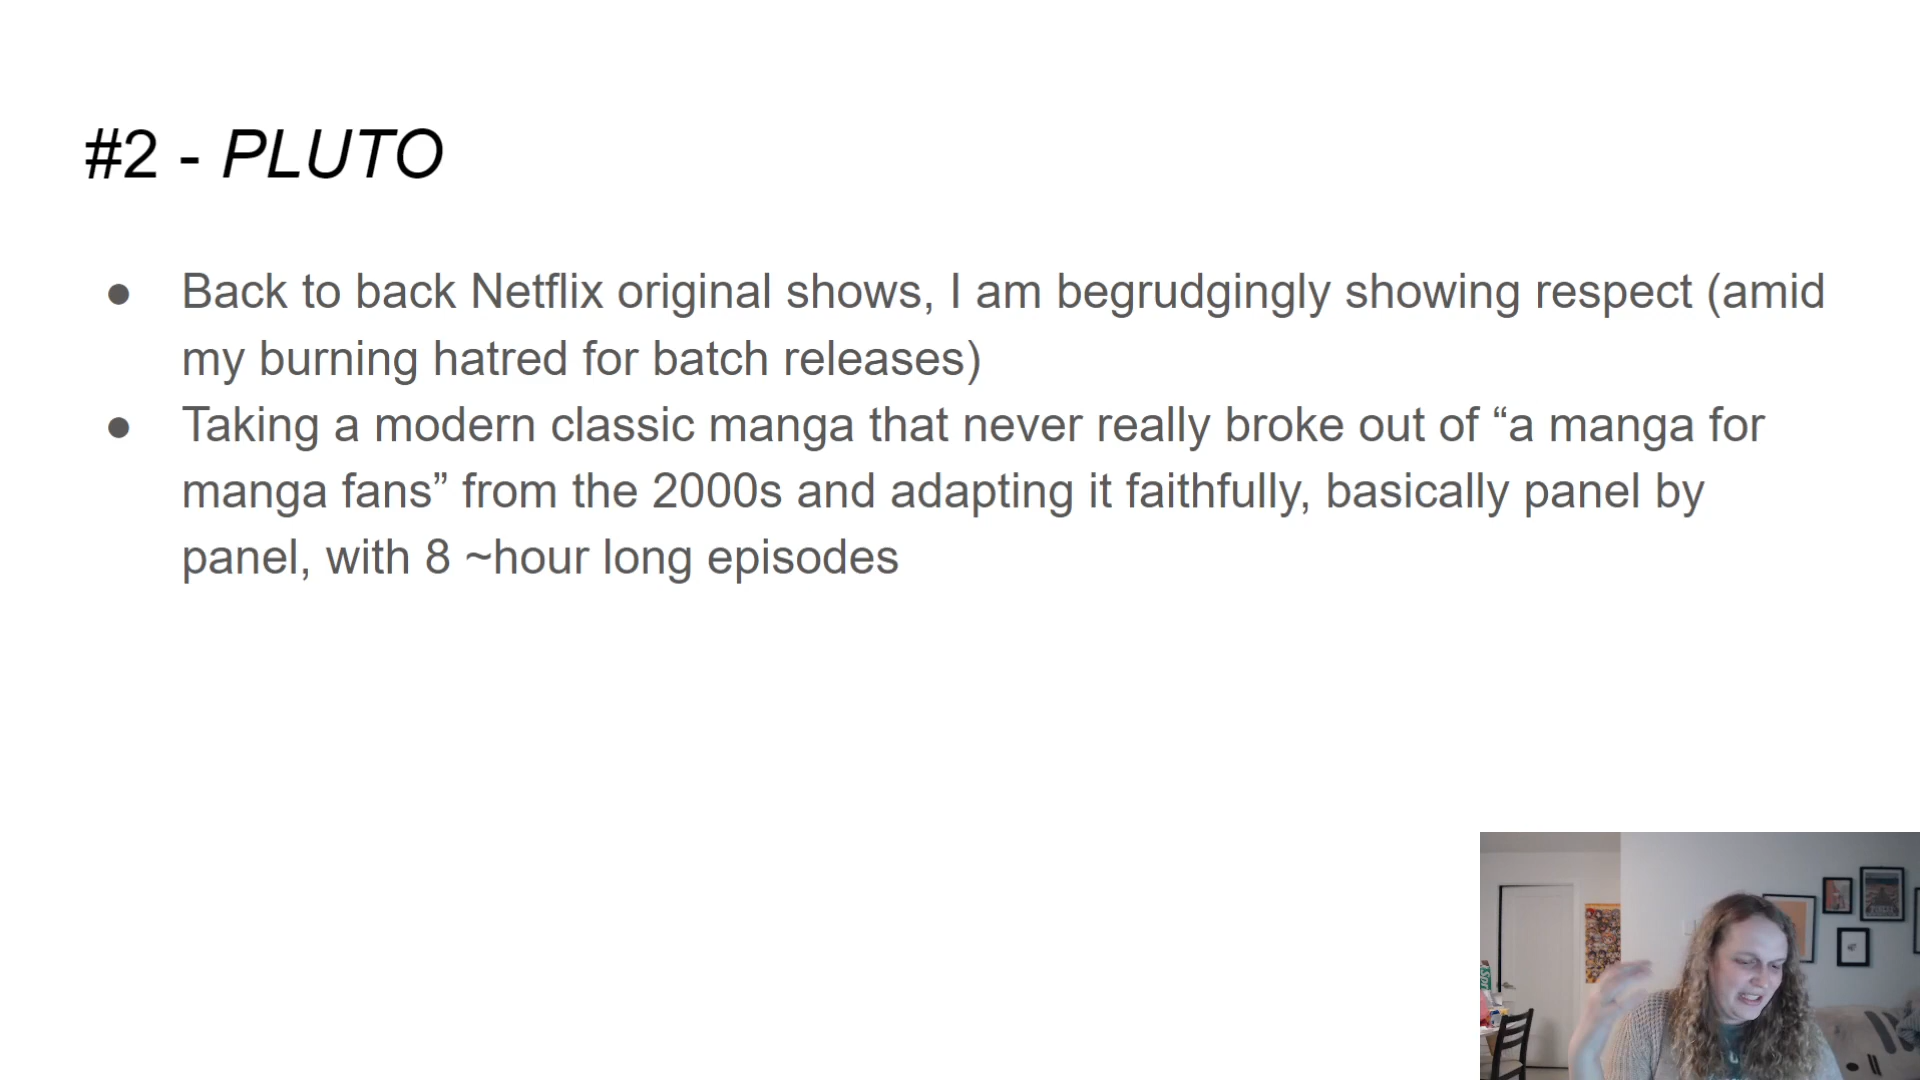 #2 - PLUTO
● Back to back Netflix original shows, I am begrudgingly showing respect (amid
my burning hatred for batch releases)
● Taking a modern classic manga that never really broke out of “a manga for
manga fans” from the 2000s and adapting it faithfully, basically panel by
panel, with 8 ~hour long episodes